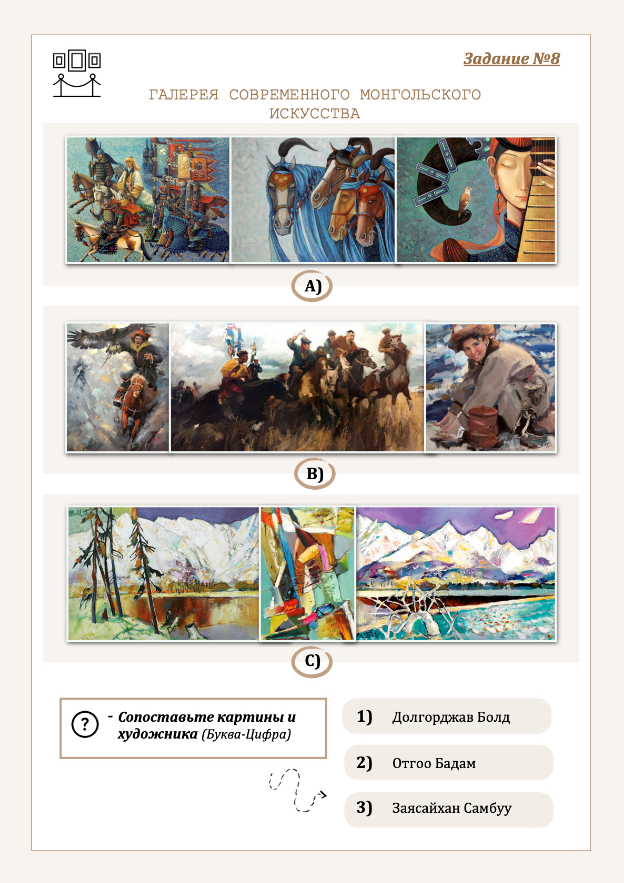 Задание №8
ГАЛЕРЕЯ СОВРЕМЕННОГО МОНГОЛЬСКОГО
ИСКУССТВА
А)
В)
С)
?
- Сопоставьте картины и
художника (Буква-Цифра)
1) Долгорджав Болд
2) Отгоо Бадам
3) Заясайхан Самбуу